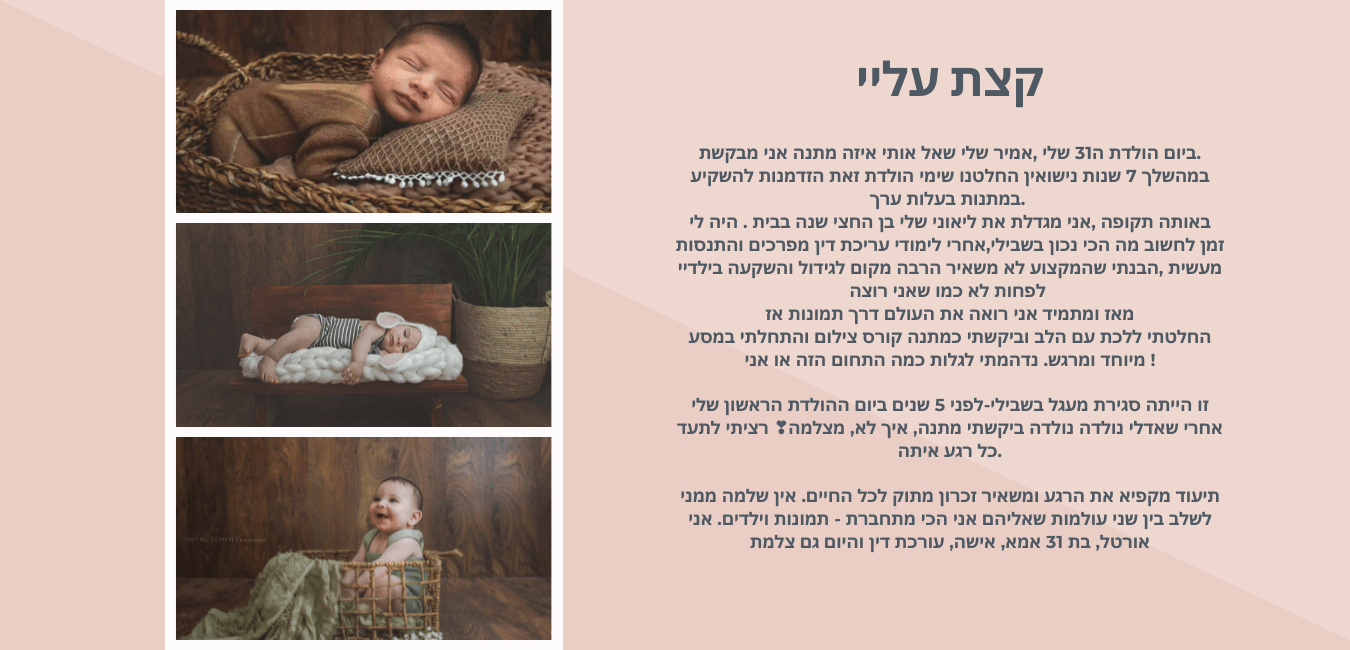 קצת עליי
ביום הולדת ה31 שלי ,אמיר שלי שאל אותי איזה מתנה אני מבקשת.
במהשלך 7 שנות נישואין החלטנו שימי הולדת זאת הזדמנות להשקיע
במתנות בעלות ערך.
באותה תקופה ,אני מגדלת את ליאוני שלי בן החצי שנה בבית . היה לי
זמן לחשוב מה הכי נכון בשבילי,אחרי לימודי עריכת דין מפרכים והתנסות
מעשית ,הבנתי שהמקצוע לא משאיר הרבה מקום לגידול והשקעה בילדיי
לפחות לא כמו שאני רוצה
מאז ומתמיד אני רואה את העולם דרך תמונות אז
החלטתי ללכת עם הלב וביקשתי כמתנה קורס צילום והתחלתי במסע
מיוחד ומרגש. נדהמתי לגלות כמה התחום הזה או אני !
זו הייתה סגירת מעגל בשבילי-לפני 5 שנים ביום ההולדת הראשון שלי
אחרי שאדלי נולדה נולדה ביקשתי מתנה, איך לא, מצלמה❣ רציתי לתעד
כל רגע איתה.
תיעוד מקפיא את הרגע ומשאיר זכרון מתוק לכל החיים. אין שלמה ממני
לשלב בין שני עולמות שאליהם אני הכי מתחברת - תמונות וילדים. אני
אורטל, בת 31 אמא, אישה, עורכת דין והיום גם צלמת